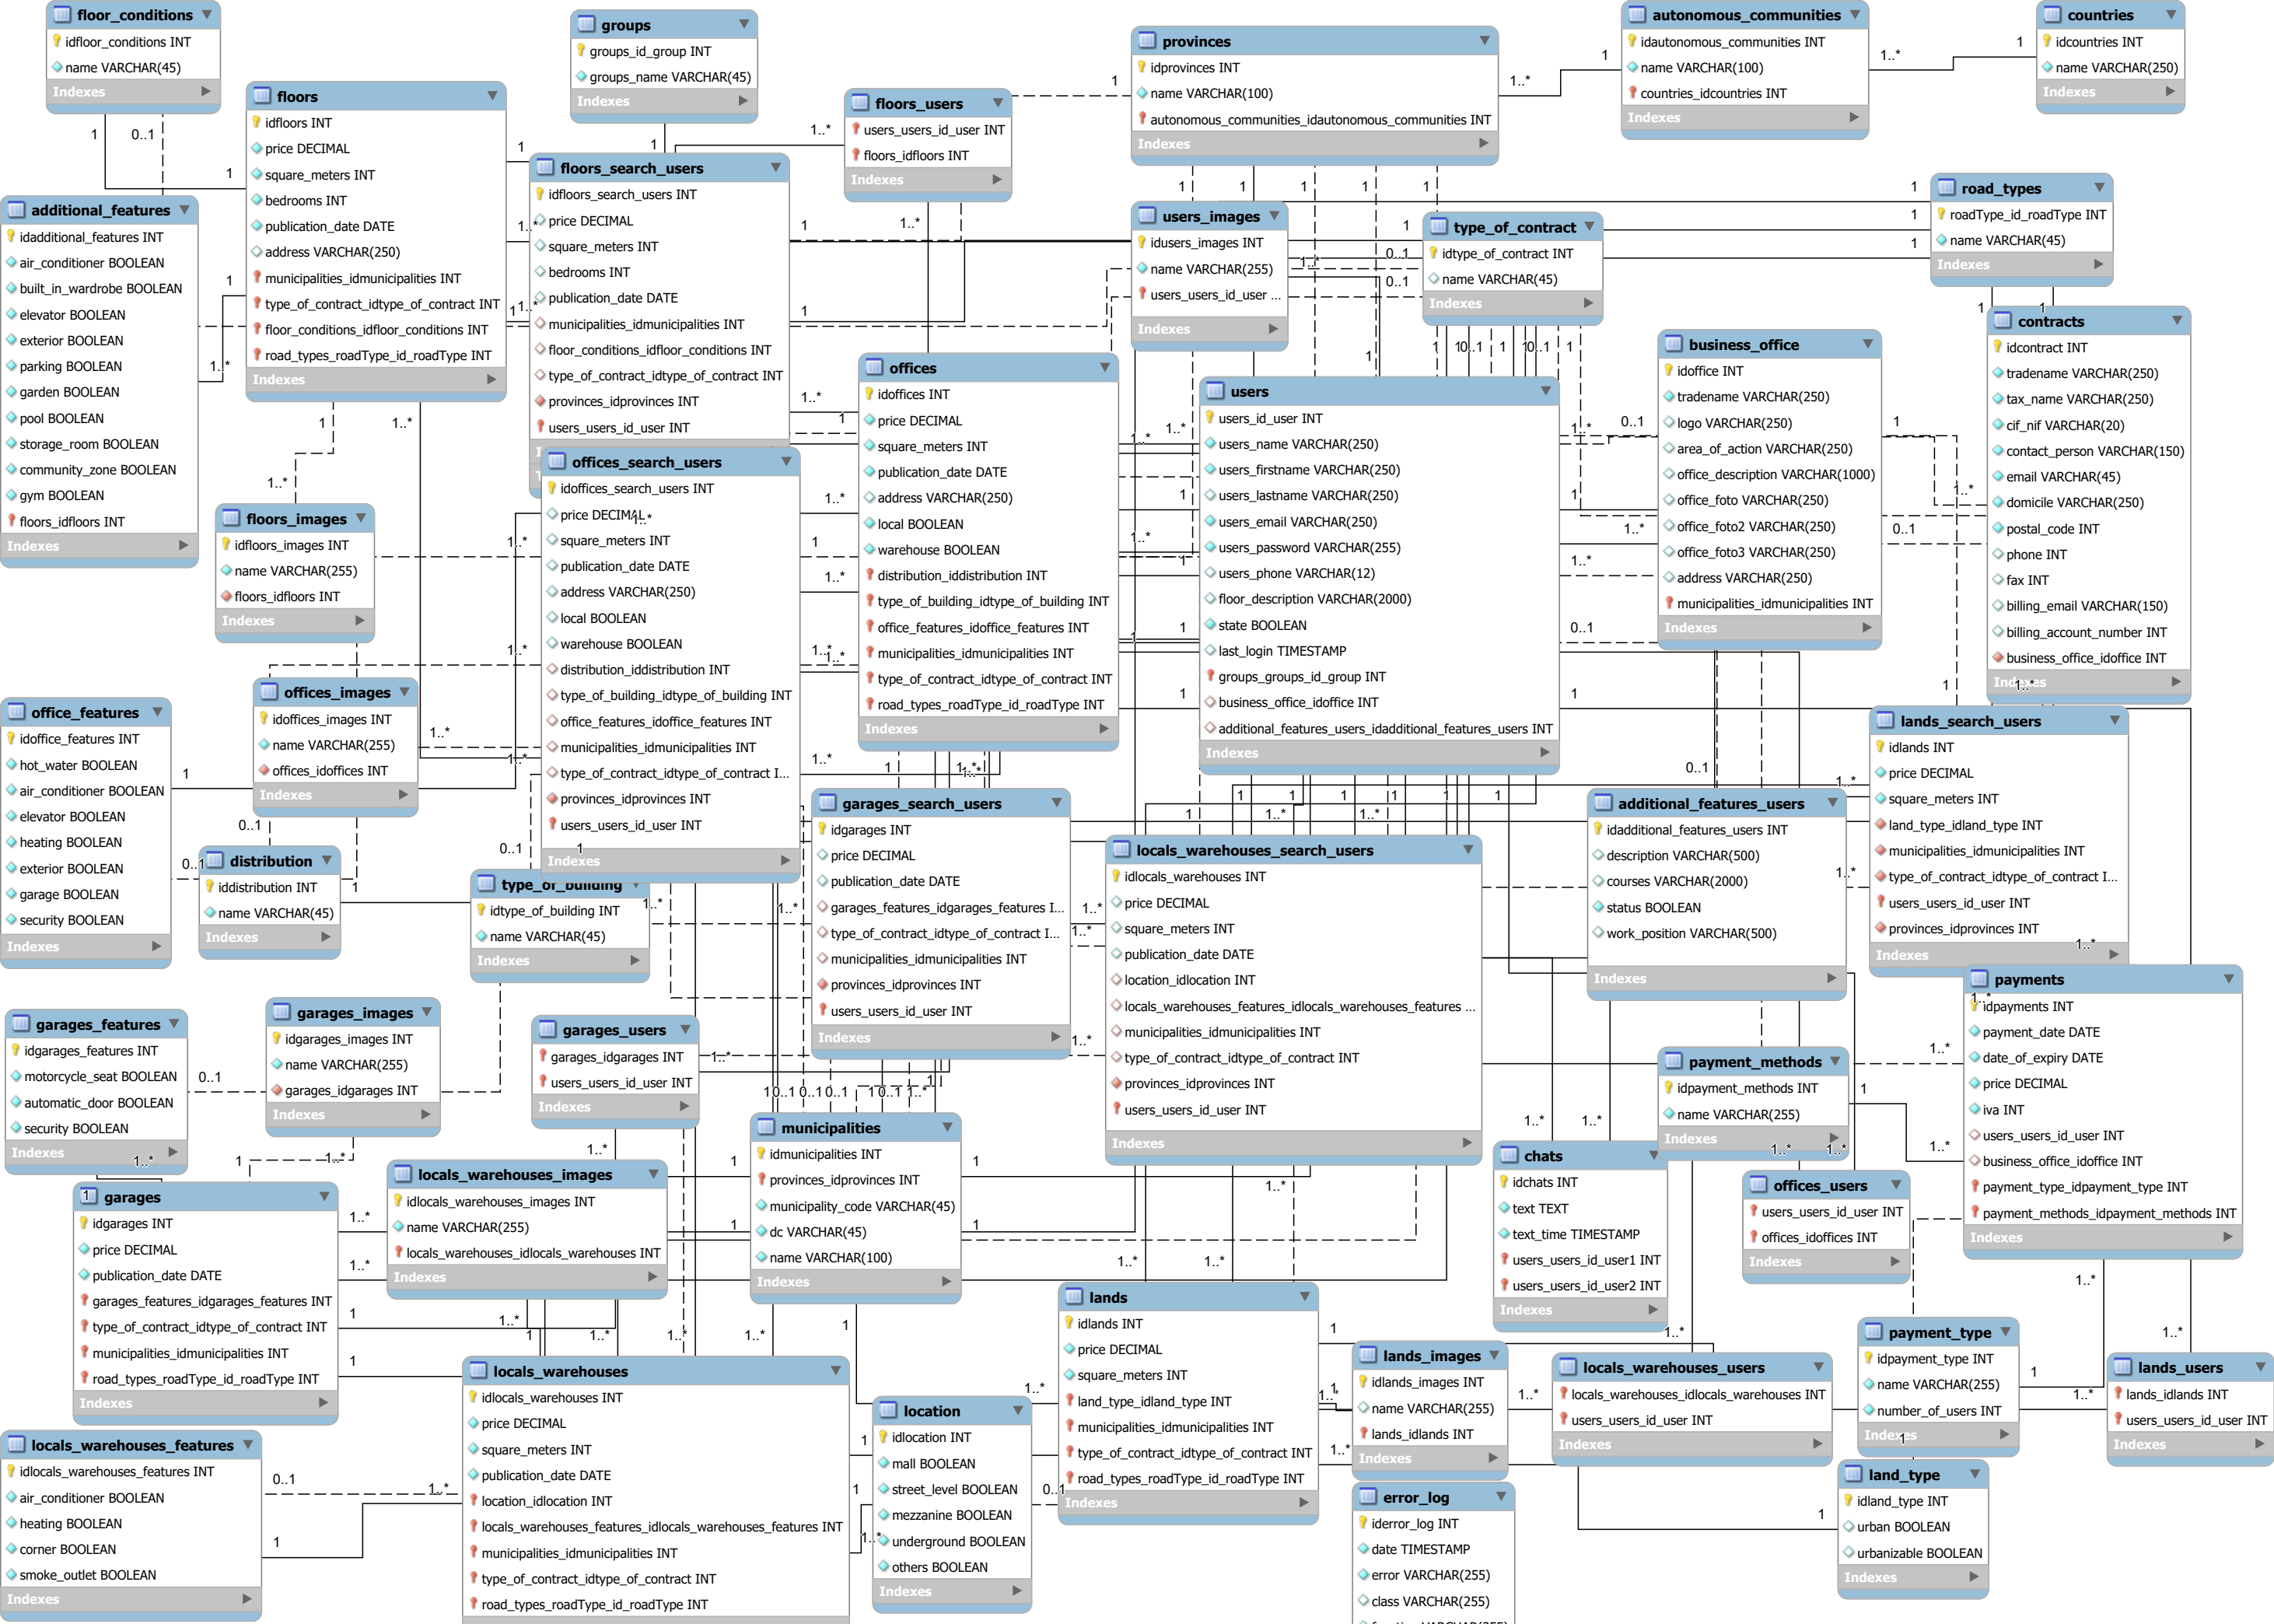 floor_conditions
idfloor_conditions INT
name VARCHAR(45)
Indexes
groups
groups_id_group INT
groups_name VARCHAR(45)
Indexes
provinces
idprovinces INT
name VARCHAR(100)
autonomous_communities_idautonomous_communities INT
Indexes
autonomous_communities
idautonomous_communities INT
name VARCHAR(100)
countries_idcountries INT
Indexes
countries
idcountries INT
name VARCHAR(250)
Indexes
floors
idfloors INT
price DECIMAL
square_meters INT
bedrooms INT
publication_date DATE
address VARCHAR(250)
municipalities_idmunicipalities INT
type_of_contract_idtype_of_contract INT
floor_conditions_idfloor_conditions INT
road_types_roadType_id_roadType INT
Indexes
floors_users
users_users_id_user INT
floors_idfloors INT
Indexes
floors_search_users
idfloors_search_users INT
price DECIMAL
square_meters INT
bedrooms INT
publication_date DATE
municipalities_idmunicipalities INT
floor_conditions_idfloor_conditions INT
type_of_contract_idtype_of_contract INT
provinces_idprovinces INT
users_users_id_user INT
additional_features
idadditional_features INT
air_conditioner BOOLEAN
built_in_wardrobe BOOLEAN
elevator BOOLEAN
exterior BOOLEAN
parking BOOLEAN
garden BOOLEAN
pool BOOLEAN
storage_room BOOLEAN
community_zone BOOLEAN
gym BOOLEAN
floors_idfloors INT
Indexes
users_images
idusers_images INT
name VARCHAR(255)
users_users_id_user ...
Indexes
type_of_contract
idtype_of_contract INT
name VARCHAR(45)
Indexes
road_types
roadType_id_roadType INT
name VARCHAR(45)
Indexes
contracts
idcontract INT
tradename VARCHAR(250)
tax_name VARCHAR(250)
cif_nif VARCHAR(20)
contact_person VARCHAR(150)
email VARCHAR(45)
domicile VARCHAR(250)
postal_code INT
phone INT
fax INT
billing_email VARCHAR(150)
billing_account_number INT
business_office_idoffice INT
Indexes
business_office
idoffice INT
tradename VARCHAR(250)
logo VARCHAR(250)
area_of_action VARCHAR(250)
office_description VARCHAR(1000)
office_foto VARCHAR(250)
office_foto2 VARCHAR(250)
office_foto3 VARCHAR(250)
address VARCHAR(250)
municipalities_idmunicipalities INT
Indexes
offices
idoffices INT
price DECIMAL
square_meters INT
publication_date DATE
address VARCHAR(250)
local BOOLEAN
warehouse BOOLEAN
distribution_iddistribution INT
type_of_building_idtype_of_building INT
office_features_idoffice_features INT
municipalities_idmunicipalities INT
type_of_contract_idtype_of_contract INT
road_types_roadType_id_roadType INT
Indexes
users
users_id_user INT
users_name VARCHAR(250)
users_firstname VARCHAR(250)
users_lastname VARCHAR(250)
users_email VARCHAR(250)
users_password VARCHAR(255)
users_phone VARCHAR(12)
floor_description VARCHAR(2000)
state BOOLEAN
last_login TIMESTAMP
groups_groups_id_group INT
business_office_idoffice INT
additional_features_users_idadditional_features_users INT
Indexes
offices_search_users
idoffices_search_users INT
price DECIMAL
square_meters INT
publication_date DATE
address VARCHAR(250)
local BOOLEAN
warehouse BOOLEAN
distribution_iddistribution INT
type_of_building_idtype_of_building INT
office_features_idoffice_features INT
municipalities_idmunicipalities INT
type_of_contract_idtype_of_contract I...
provinces_idprovinces INT
users_users_id_user INT
Indexes
floors_images
idfloors_images INT
name VARCHAR(255)
floors_idfloors INT
Indexes
offices_images
idoffices_images INT
name VARCHAR(255)
offices_idoffices INT
Indexes
office_features
idoffice_features INT
hot_water BOOLEAN
air_conditioner BOOLEAN
elevator BOOLEAN
heating BOOLEAN
exterior BOOLEAN
garage BOOLEAN
security BOOLEAN
Indexes
distribution
iddistribution INT
name VARCHAR(45)
Indexes
type_of_building
idtype_of_building INT
name VARCHAR(45)
Indexes
garages_search_users
idgarages INT
price DECIMAL
publication_date DATE
garages_features_idgarages_features I...
type_of_contract_idtype_of_contract I...
municipalities_idmunicipalities INT
provinces_idprovinces INT
users_users_id_user INT
Indexes
locals_warehouses_search_users
idlocals_warehouses INT
price DECIMAL
square_meters INT
publication_date DATE
location_idlocation INT
locals_warehouses_features_idlocals_warehouses_features ...
municipalities_idmunicipalities INT
type_of_contract_idtype_of_contract INT
provinces_idprovinces INT
users_users_id_user INT
Indexes
additional_features_users
idadditional_features_users INT
description VARCHAR(500)
courses VARCHAR(2000)
status BOOLEAN
work_position VARCHAR(500)
Indexes
lands_search_users
idlands INT
price DECIMAL
square_meters INT
land_type_idland_type INT
municipalities_idmunicipalities INT
type_of_contract_idtype_of_contract I...
users_users_id_user INT
provinces_idprovinces INT
Indexes
payments
idpayments INT
payment_date DATE
date_of_expiry DATE
price DECIMAL
iva INT
users_users_id_user INT
business_office_idoffice INT
payment_type_idpayment_type INT
payment_methods_idpayment_methods INT
Indexes
payment_methods
idpayment_methods INT
name VARCHAR(255)
Indexes
garages_features
idgarages_features INT
motorcycle_seat BOOLEAN
automatic_door BOOLEAN
security BOOLEAN
Indexes
garages_images
idgarages_images INT
name VARCHAR(255)
garages_idgarages INT
Indexes
garages_users
garages_idgarages INT
users_users_id_user INT
Indexes
municipalities
idmunicipalities INT
provinces_idprovinces INT
municipality_code VARCHAR(45)
dc VARCHAR(45)
name VARCHAR(100)
Indexes
chats
idchats INT
text TEXT
text_time TIMESTAMP
users_users_id_user1 INT
users_users_id_user2 INT
Indexes
offices_users
users_users_id_user INT
offices_idoffices INT
Indexes
garages
idgarages INT
price DECIMAL
publication_date DATE
garages_features_idgarages_features INT
type_of_contract_idtype_of_contract INT
municipalities_idmunicipalities INT
road_types_roadType_id_roadType INT
Indexes
locals_warehouses_images
idlocals_warehouses_images INT
name VARCHAR(255)
locals_warehouses_idlocals_warehouses INT
Indexes
lands
idlands INT
price DECIMAL
square_meters INT
land_type_idland_type INT
municipalities_idmunicipalities INT
type_of_contract_idtype_of_contract INT
road_types_roadType_id_roadType INT
Indexes
lands_images
idlands_images INT
name VARCHAR(255)
lands_idlands INT
Indexes
locals_warehouses_users
locals_warehouses_idlocals_warehouses INT
users_users_id_user INT
Indexes
payment_type
idpayment_type INT
name VARCHAR(255)
number_of_users INT
Indexes
lands_users
lands_idlands INT
users_users_id_user INT
Indexes
locals_warehouses
idlocals_warehouses INT
price DECIMAL
square_meters INT
publication_date DATE
location_idlocation INT
locals_warehouses_features_idlocals_warehouses_features INT
municipalities_idmunicipalities INT
type_of_contract_idtype_of_contract INT
road_types_roadType_id_roadType INT
locals_warehouses_features
idlocals_warehouses_features INT
air_conditioner BOOLEAN
heating BOOLEAN
corner BOOLEAN
smoke_outlet BOOLEAN
Indexes
location
idlocation INT
mall BOOLEAN
street_level BOOLEAN
mezzanine BOOLEAN
underground BOOLEAN
others BOOLEAN
Indexes
land_type
idland_type INT
urban BOOLEAN
urbanizable BOOLEAN
Indexes
error_log
iderror_log INT
date TIMESTAMP
error VARCHAR(255)
class VARCHAR(255)